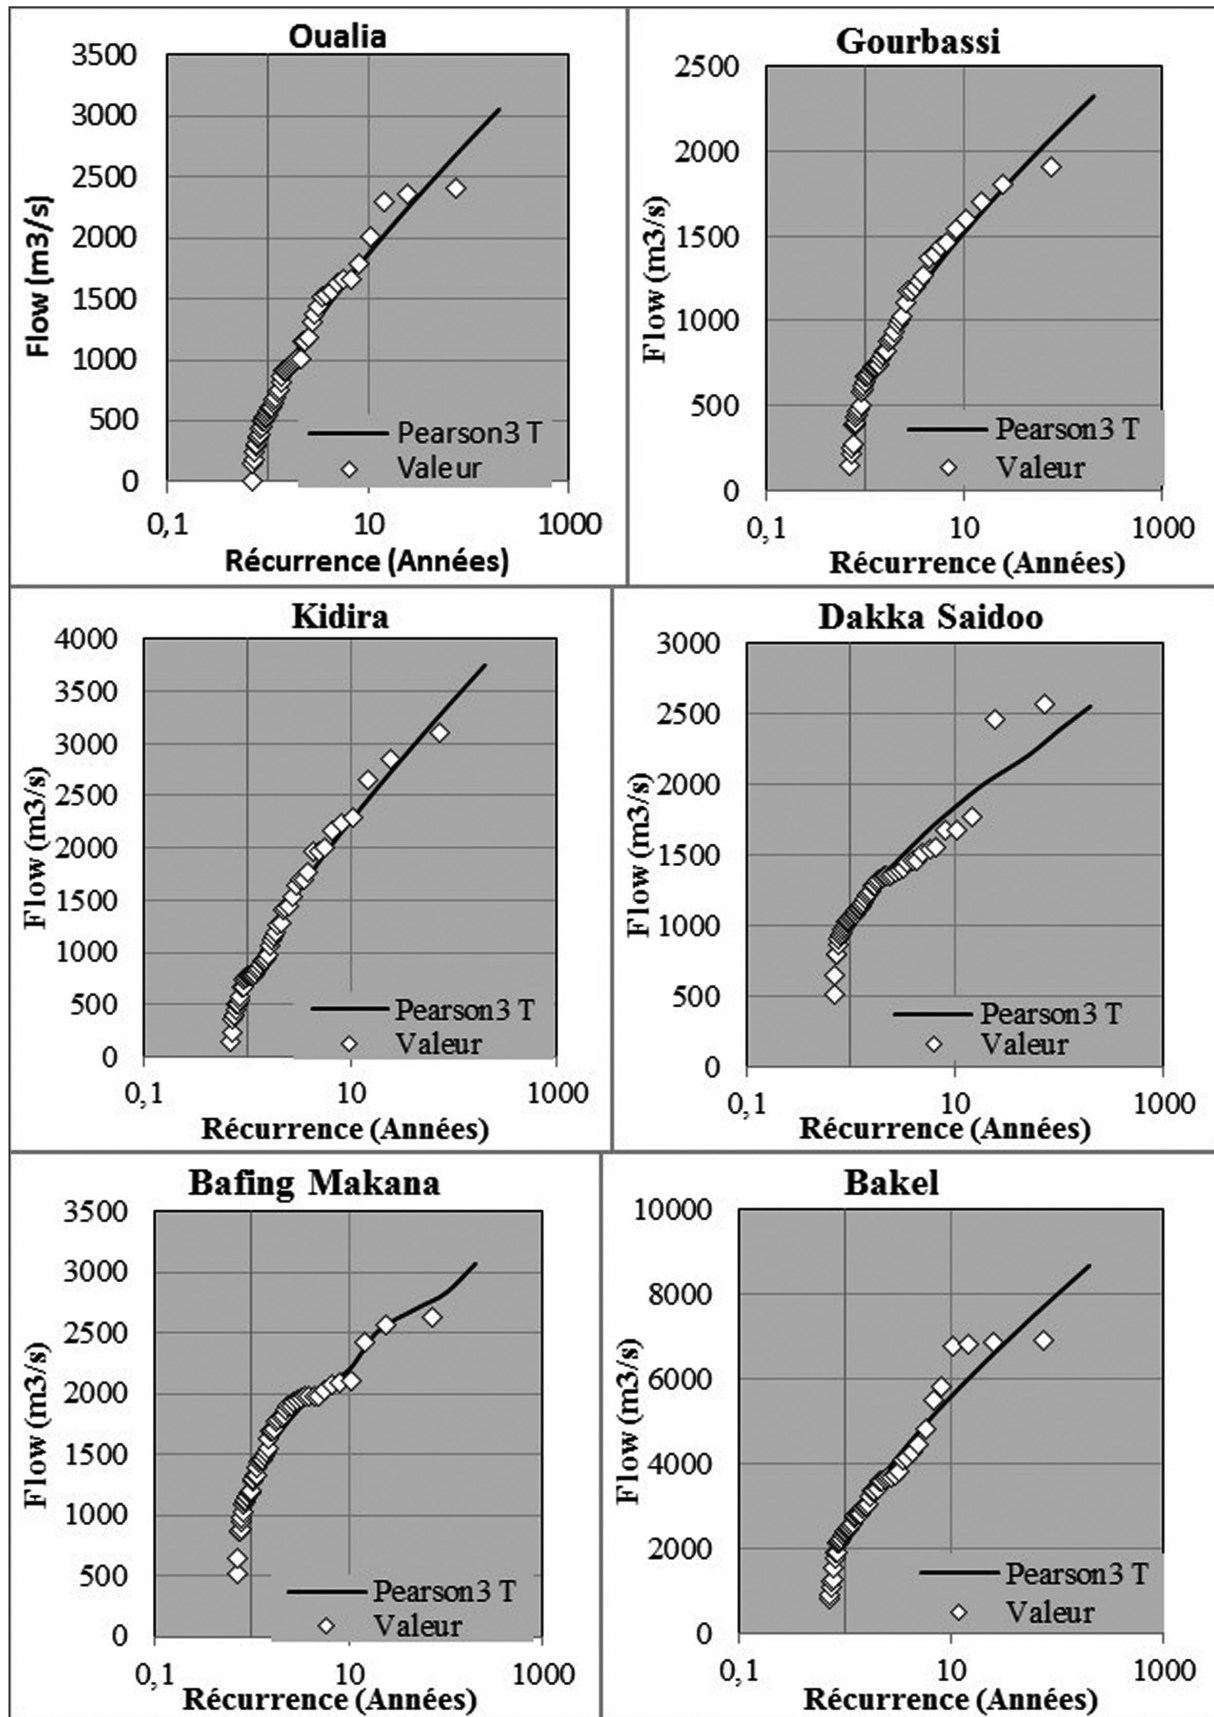 Oualia
3500
3000
2500
2000
1500
1000
500
0
Flow (m3/s)
Pearson3 T
Valeur
0,1 10 1000
Récurrence (Années)
Gourbassi
2500
2000
1500
1000
500
0
Flow (m3/s)
Pearson3 T
Valeur
0,1 10 1000
Récurrence (Années)
Kidira
4000
3500
3000
2500
2000
1500
1000
500
0
Flow (m3/s)
Pearson3 T
Valeur
0,1 10 1000
Récurrence (Années)
Dakka Saidoo
3000
2500
2000
1500
1000
500
0
Flow (m3/s)
Pearson3 T
Valeur
0,1 10 1000
Récurrence (Années)
Bafing Makana
3500
3000
2500
2000
1500
1000
500
0
Flow (m3/s)
Pearson3 T
Valeur
0,1 10 1000
Récurrence (Années)
Bakel
10000
8000
6000
4000
2000
0
Flow (m3/s)
Pearson3 T
Valeur
0,1 10 1000
Récurrence (Années)